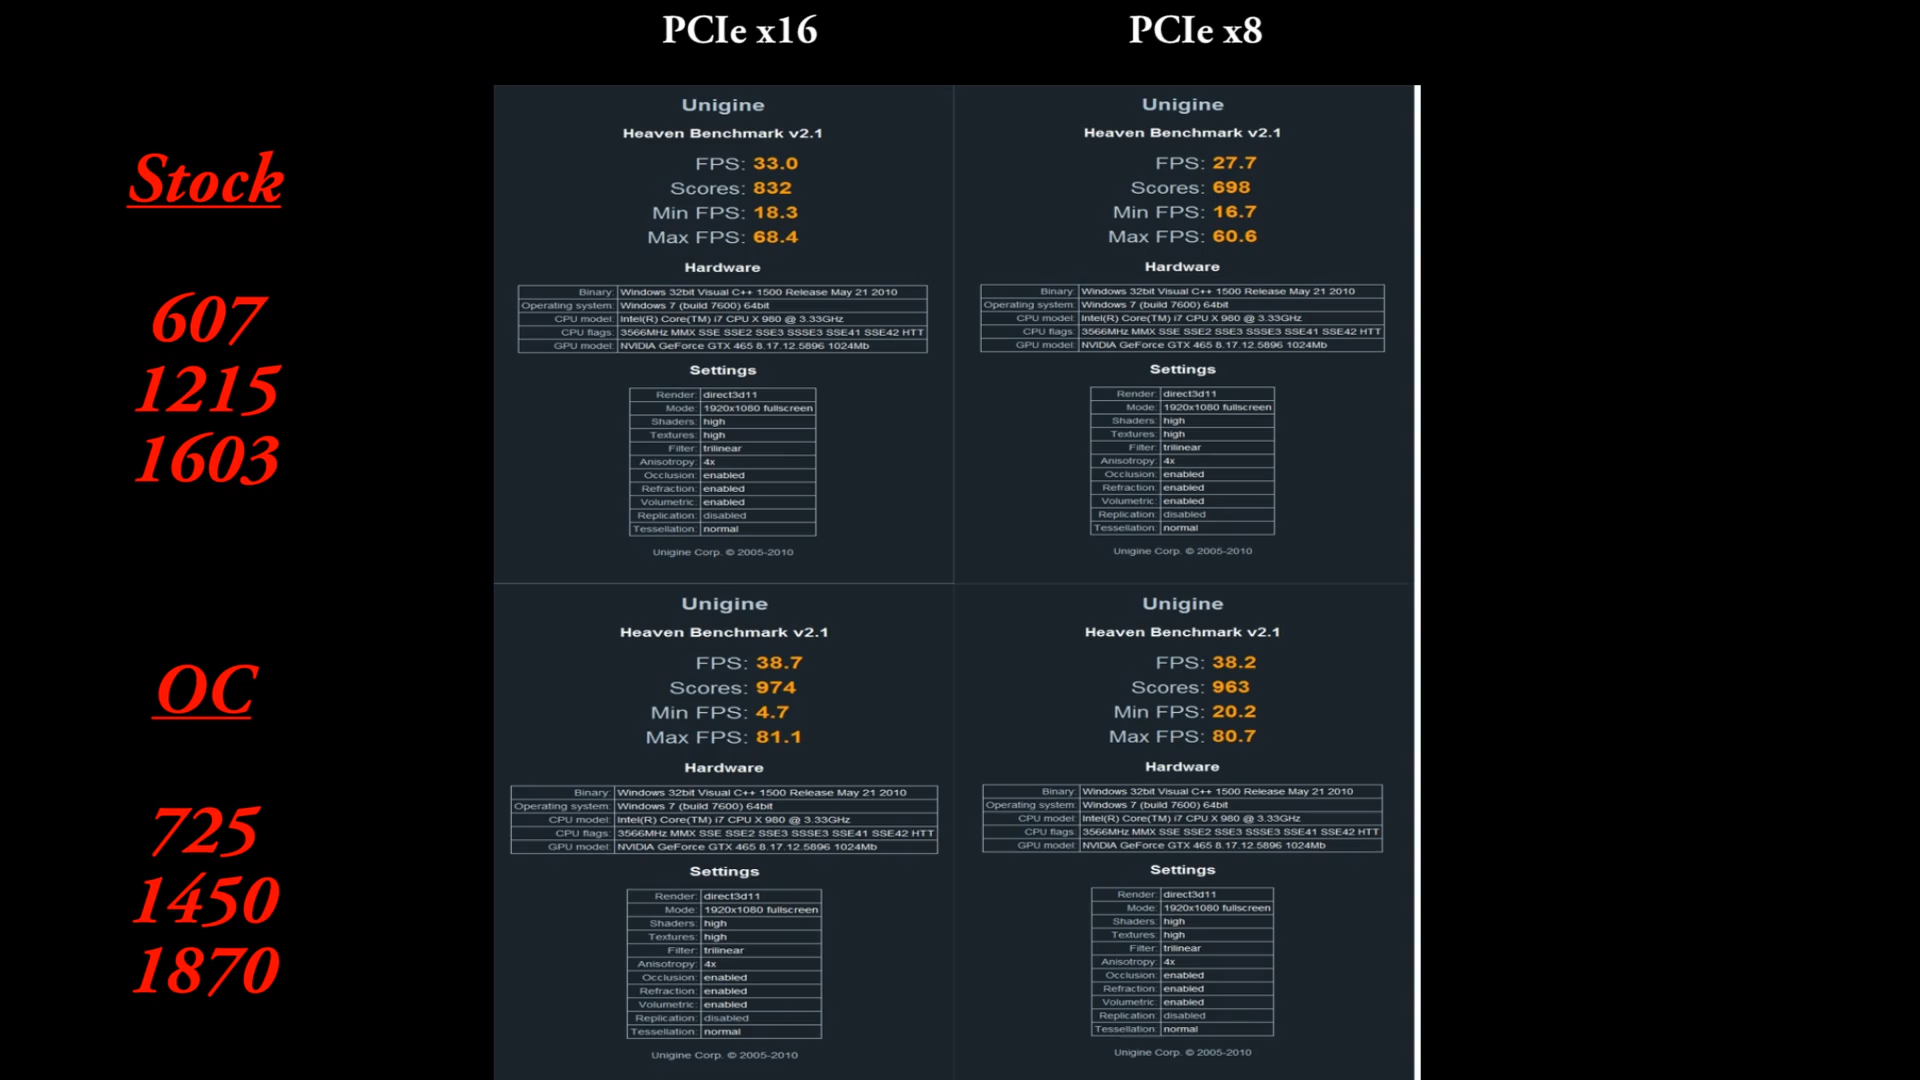 PCIe x16
PCIe x8
Stock
607
1215
1603
Unigine
Heaven Benchmark v2.1
FPS: 33.0
Scores: 832
Min FPS: 18.3
Max FPS: 68.4
Hardware
Binary: Windows 32bit Visual C++ 1500 Release May 21 2010
Operating system: Windows 7 (build 7600) 64bit
CPU model: Intel(R) Core(TM) i7 CPU X 980 @ 3.33GHz
CPU flags: 3566MHz MMX SSE SSE2 SSE3 SSSE3 SSE41 SSE42 HTT
GPU model: NVIDIA GeForce GTX 465 8.17.12.5896 1024Mb
Settings
Render: direct3d11
Mode: 1920x1080 fullscreen
Shaders: high
Textures: high
Filter: trilinear
Anisotropy: 4x
Occlusion: enabled
Refraction: enabled
Volumetric: enabled
Replication: disabled
Tessellation: normal
Unigine Corp. © 2005-2010
Unigine
Heaven Benchmark v2.1
FPS: 27.7
Scores: 698
Min FPS: 16.7
Max FPS: 60.6
Hardware
Binary: Windows 32bit Visual C++ 1500 Release May 21 2010
Operating system: Windows 7 (build 7600) 64bit
CPU model: Intel(R) Core(TM) i7 CPU X 980 @ 3.33GHz
CPU flags: 3566MHz MMX SSE SSE2 SSE3 SSSE3 SSE41 SSE42 HTT
GPU model: NVIDIA GeForce GTX 465 8.17.12.5896 1024Mb
Settings
Render: direct3d11
Mode: 1920x1080 fullscreen
Shaders: high
Textures: high
Filter: trilinear
Anisotropy: 4x
Occlusion: enabled
Refraction: enabled
Volumetric: enabled
Replication: disabled
Tessellation: normal
Unigine Corp. © 2005-2010
OC
725
1450
1870
Unigine
Heaven Benchmark v2.1
FPS: 38.7
Scores: 974
Min FPS: 4.7
Max FPS: 81.1
Hardware
Binary: Windows 32bit Visual C++ 1500 Release May 21 2010
Operating system: Windows 7 (build 7600) 64bit
CPU model: Intel(R) Core(TM) i7 CPU X 980 @ 3.33GHz
CPU flags: 3566MHz MMX SSE SSE2 SSE3 SSSE3 SSE41 SSE42 HTT
GPU model: NVIDIA GeForce GTX 465 8.17.12.5896 1024Mb
Settings
Render: direct3d11
Mode: 1920x1080 fullscreen
Shaders: high
Textures: high
Filter: trilinear
Anisotropy: 4x
Occlusion: enabled
Refraction: enabled
Volumetric: enabled
Replication: disabled
Tessellation: normal
Unigine Corp. © 2005-2010
Unigine
Heaven Benchmark v2.1
FPS: 38.2
Scores: 963
Min FPS: 20.2
Max FPS: 80.7
Hardware
Binary: Windows 32bit Visual C++ 1500 Release May 21 2010
Operating system: Windows 7 (build 7600) 64bit
CPU model: Intel(R) Core(TM) i7 CPU X 980 @ 3.33GHz
CPU flags: 3566MHz MMX SSE SSE2 SSE3 SSSE3 SSE41 SSE42 HTT
GPU model: NVIDIA GeForce GTX 465 8.17.12.5896 1024Mb
Settings
Render: direct3d11
Mode: 1920x1080 fullscreen
Shaders: high
Textures: high
Filter: trilinear
Anisotropy: 4x
Occlusion: enabled
Refraction: enabled
Volumetric: enabled
Replication: disabled
Tessellation: normal
Unigine Corp. © 2005-2010